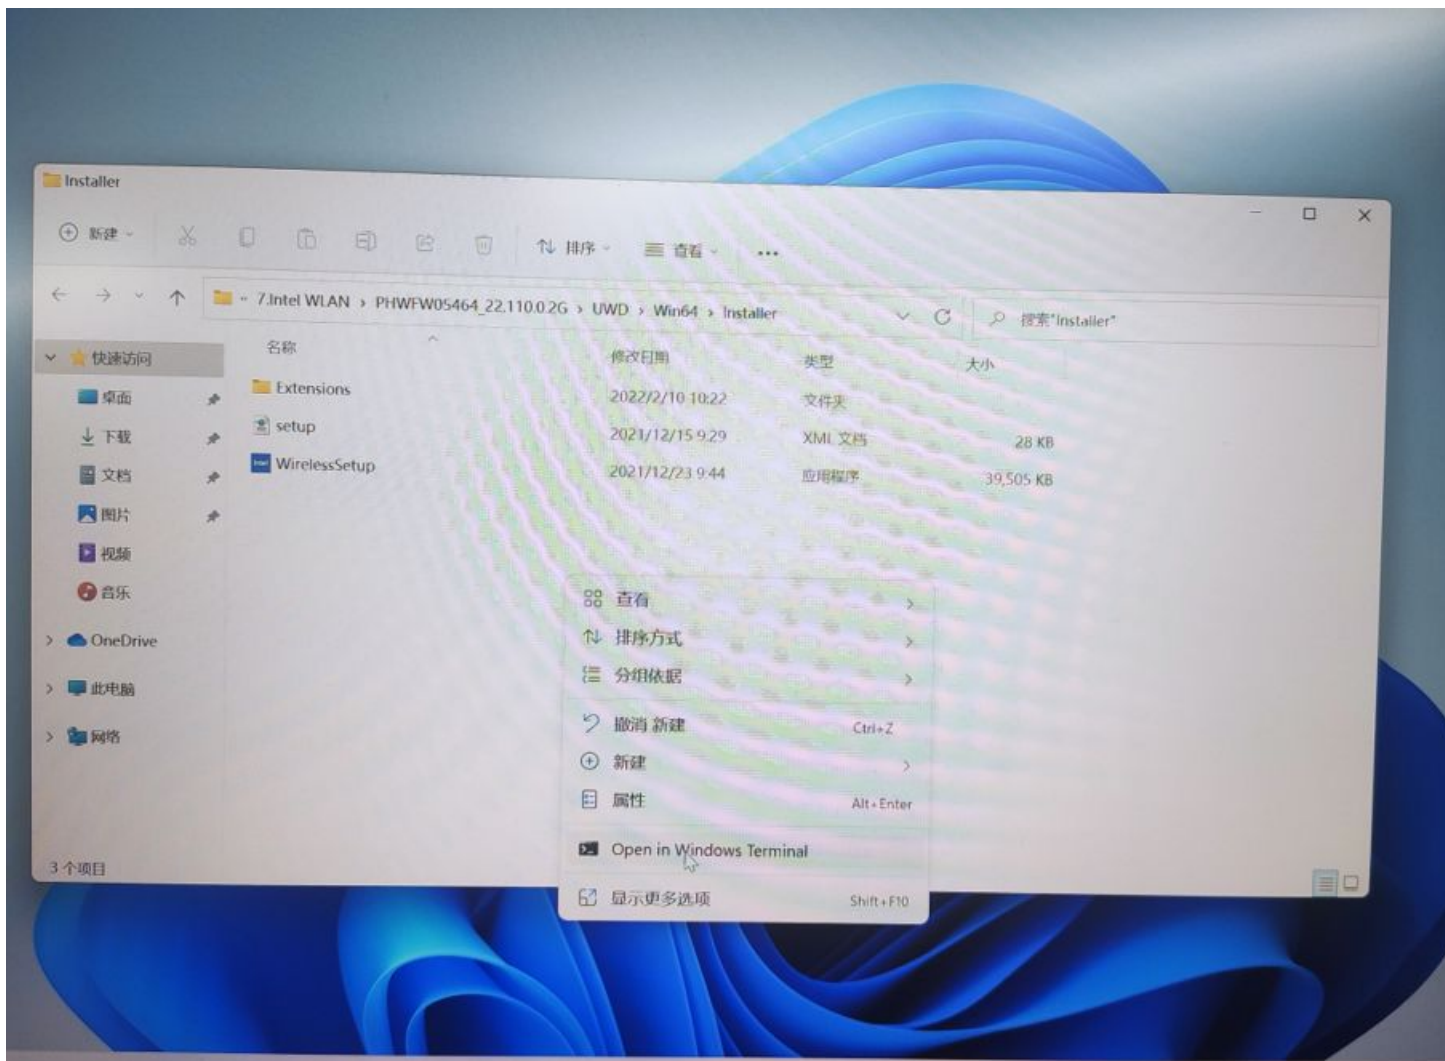 Installer
新建
排序
查看
7.Intel WLAN › PHWFW05464_22.110.0.2G › UWD › Win64 › Installer
搜索"Installer"
名称 修改日期 类型 大小
Extensions 2022/2/10 10:22 文件夹
setup 2021/12/15 9:29 XML 文档 28 KB
WirelessSetup 2021/12/23 9:44 应用程序 39,505 KB
快速访问
桌面
下载
文档
图片
视频
音乐
OneDrive
此电脑
网络
查看
排序方式
分组依据
撤消 新建 Ctrl+Z
新建
属性 Alt+Enter
Open in Windows Terminal
显示更多选项 Shift+F10
3 个项目